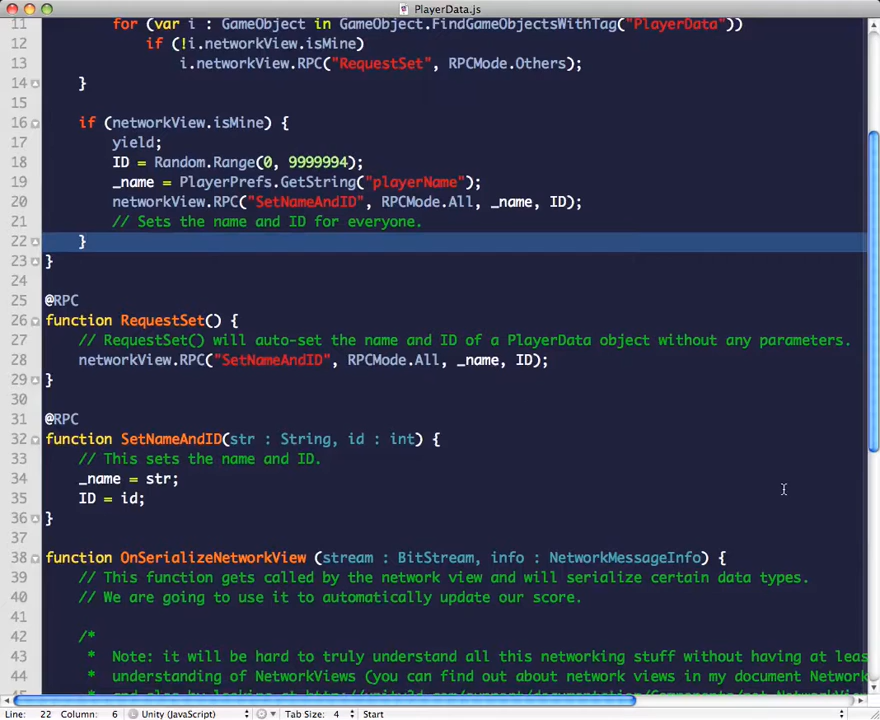 PlayerData.js
11 for (var i : GameObject in GameObject.FindGameObjectsWithTag("PlayerData"))
12 if (!i.networkView.isMine)
13 i.networkView.RPC("RequestSet", RPCMode.Others);
14 }
15
16 if (networkView.isMine) {
17 yield;
18 ID = Random.Range(0, 9999994);
19 _name = PlayerPrefs.GetString("playerName");
20 networkView.RPC("SetNameAndID", RPCMode.All, _name, ID);
21 // Sets the name and ID for everyone.
22 }
23 }
24
25 @RPC
26 function RequestSet() {
27 // RequestSet() will auto-set the name and ID of a PlayerData object without any parameters.
28 networkView.RPC("SetNameAndID", RPCMode.All, _name, ID);
29 }
30
31 @RPC
32 function SetNameAndID(str : String, id : int) {
33 // This sets the name and ID.
34 _name = str;
35 ID = id;
36 }
37
38 function OnSerializeNetworkView (stream : BitStream, info : NetworkMessageInfo) {
39 // This function gets called by the network view and will serialize certain data types.
40 // We are going to use it to automatically update our score.
41
42 /*
43 * Note: it will be hard to truly understand all this networking stuff without having at leas
44 * understanding of NetworkViews (you can find out about network views in my document Network
Line: 22 Column: 6 Unity (JavaScript) Tab Size: 4 Start